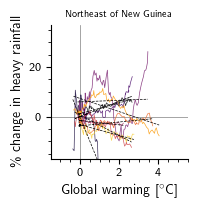 Northeast of New Guinea
% change in heavy rainfall
20
0
0 2 4
Global warming [°C]